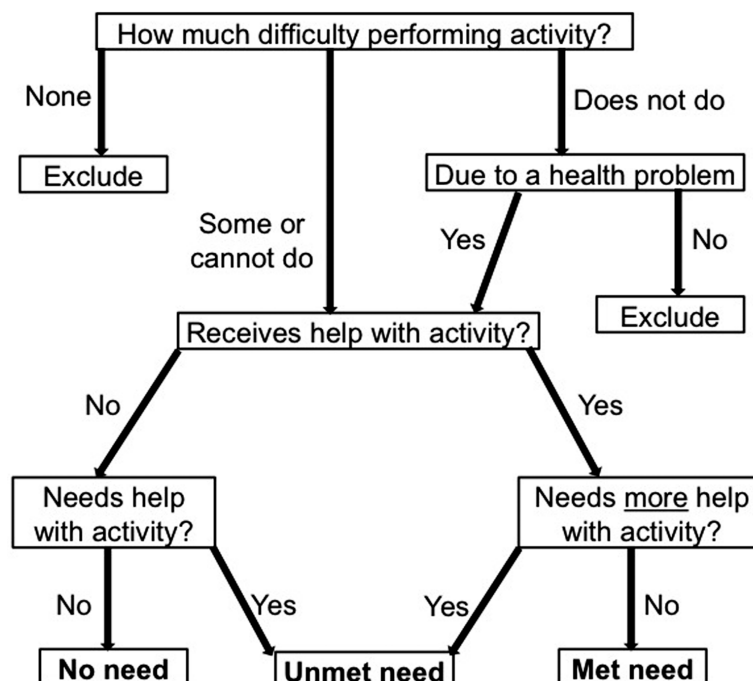 How much difficulty performing activity?
None
Does not do
Exclude
Due to a health problem
Some or
cannot do
Yes
No
Exclude
Receives help with activity?
No
Yes
Needs help
with activity?
Needs more help
with activity?
No
Yes
Yes
No
No need
Unmet need
Met need